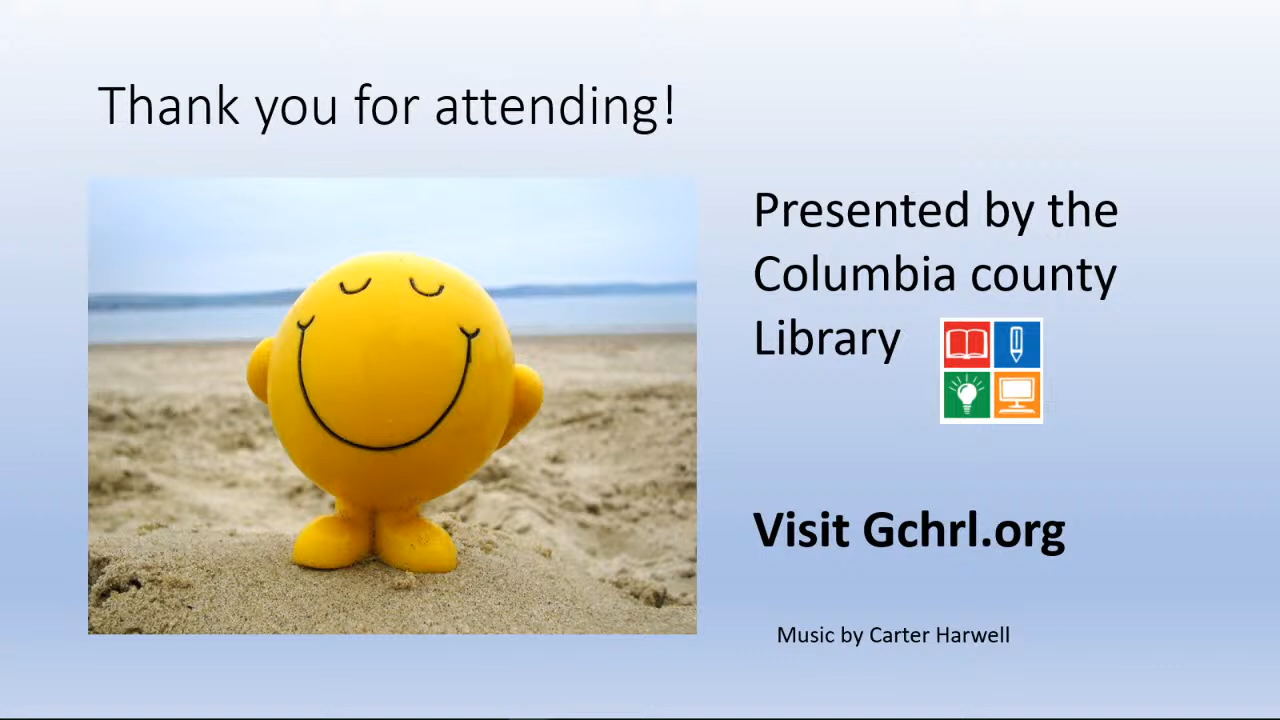 Thank you for attending!
Presented by the
Columbia county
Library
Visit Gchrl.org
Music by Carter Harwell